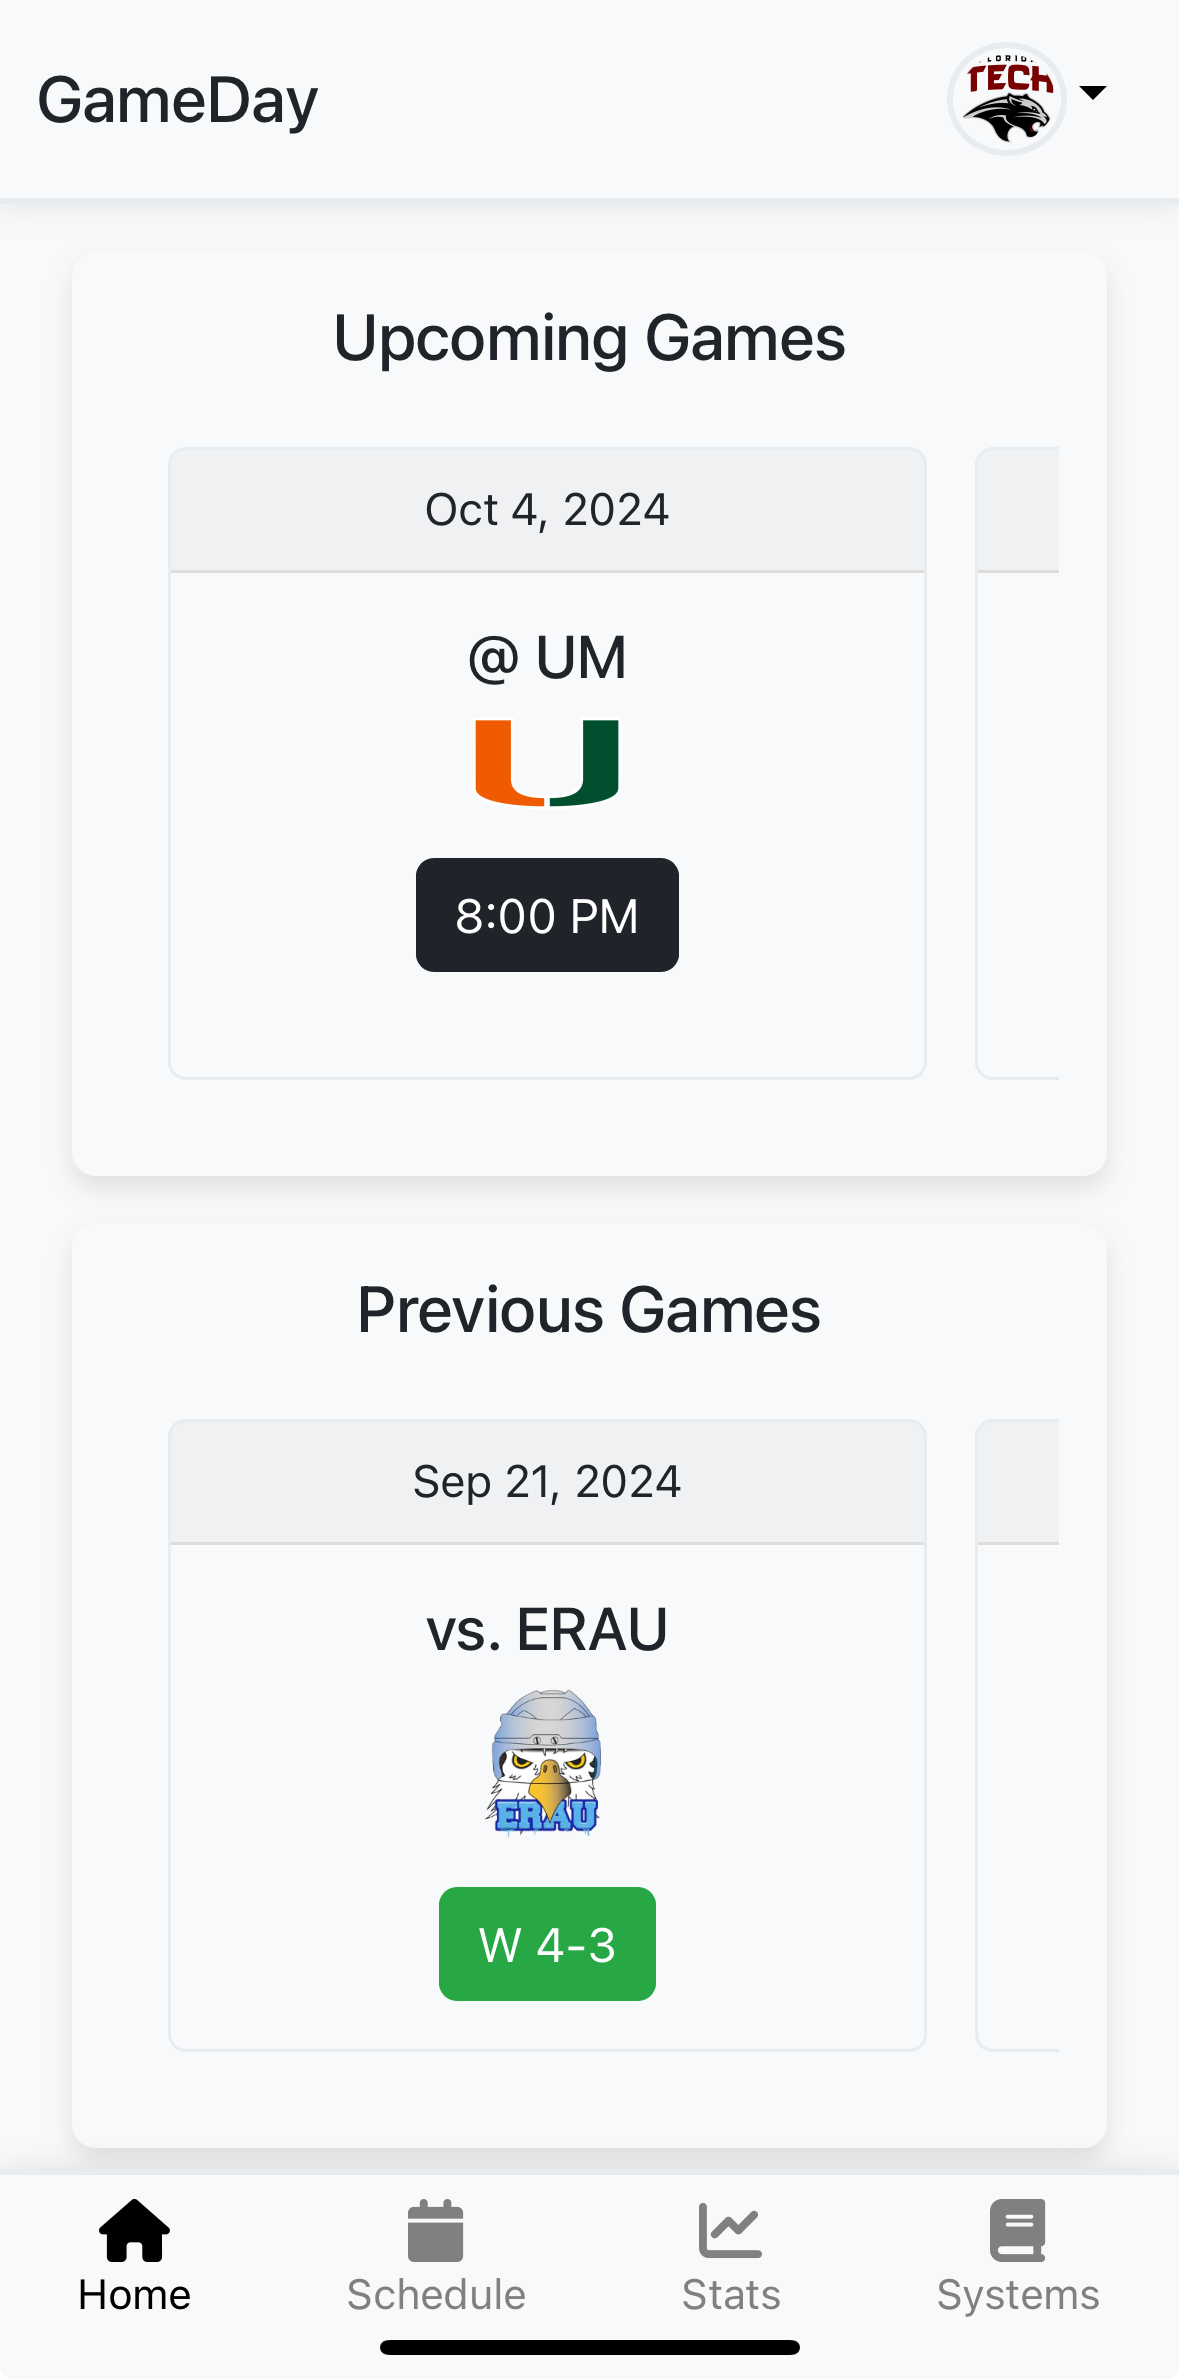 GameDay
FLORIDA
TECH
Upcoming Games
Oct 4, 2024
@ UM
8:00 PM
Previous Games
Sep 21, 2024
vs. ERAU
ERAU
W 4-3
Home
Schedule
Stats
Systems